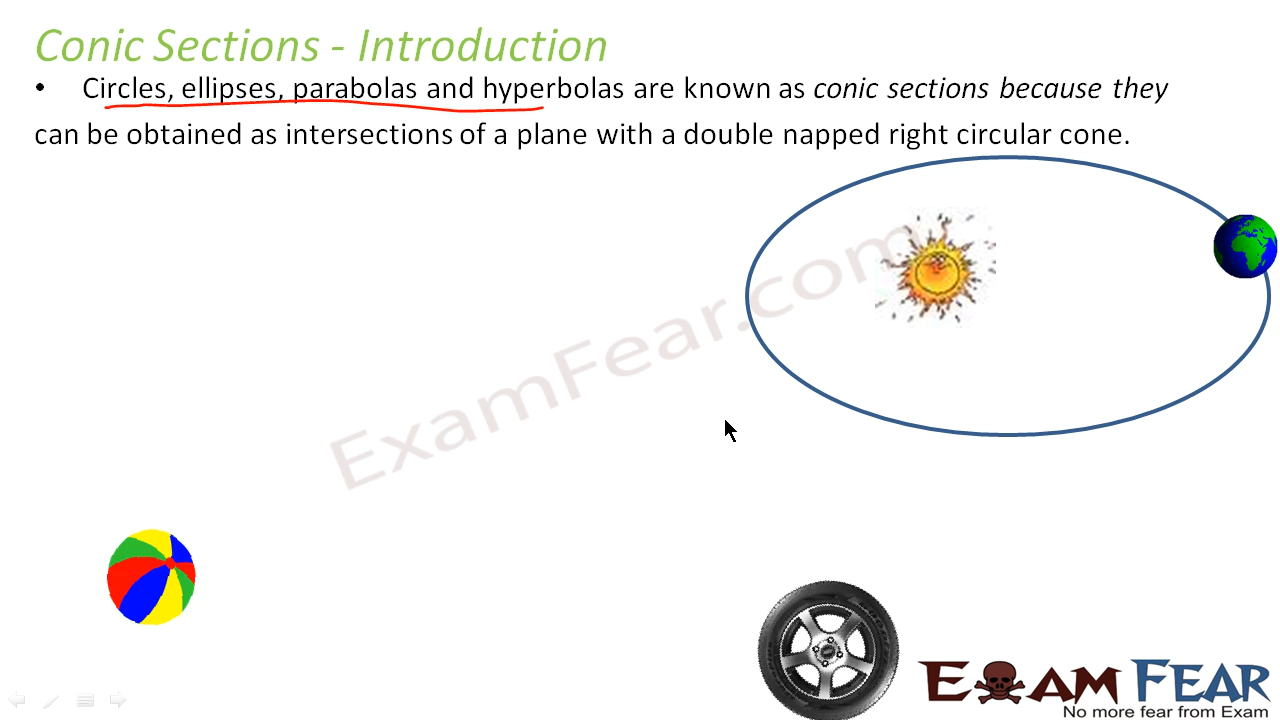 Conic Sections - Introduction
• Circles, ellipses, parabolas and hyperbolas are known as conic sections because they
can be obtained as intersections of a plane with a double napped right circular cone.
ExamFear.com
EXAM FEAR
No more fear from Exam